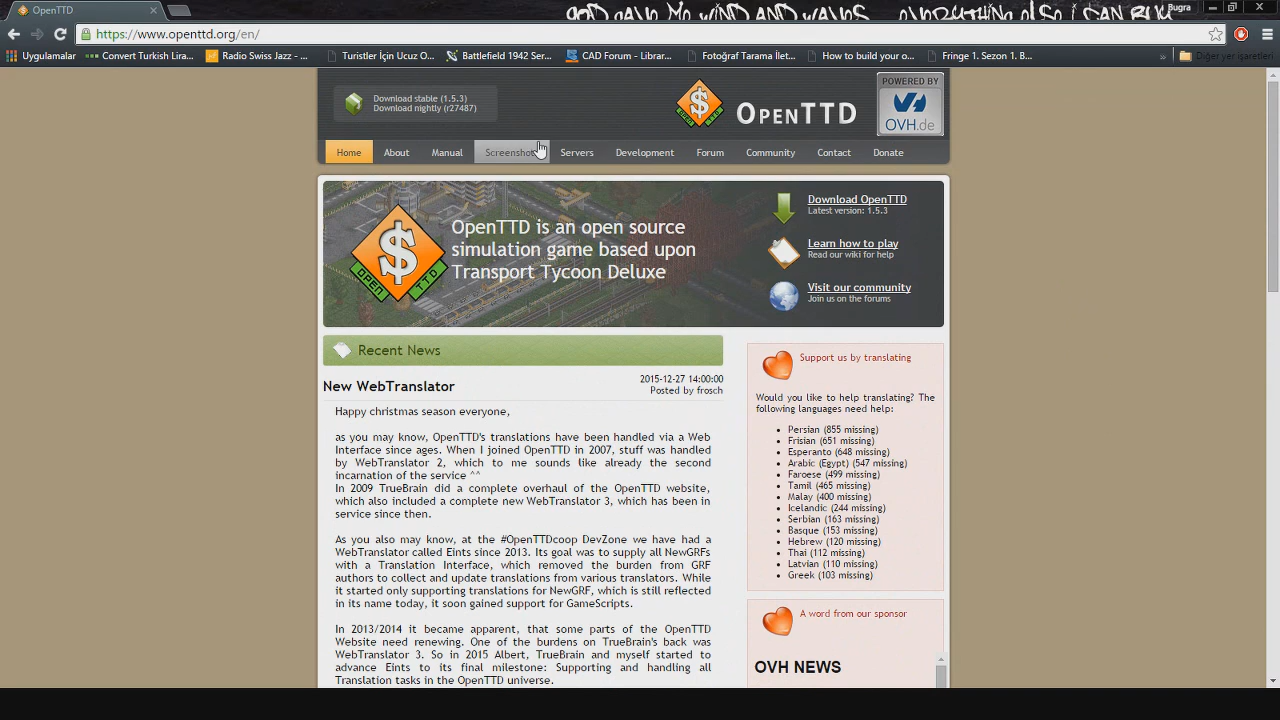 OpenTTD
GOD GAVE ME WIND AND WAVES EVERYTHING ELSE I CAN
Bugra
https://www.openttd.org/en/
Uygulamalar
Convert Turkish Lira...
Radio Swiss Jazz - ...
Turistler İçin Ucuz O...
Battlefield 1942 Ser...
CAD Forum - Librar...
Fotoğraf Tarama İlet...
How to build your o...
Fringe 1. Sezon 1. B...
»
Diğer yer işaretleri
Download stable (1.5.3)
Download nightly (r27487)
OPENTTD
POWERED BY
OVH.de
Home
About
Manual
Screenshot
Servers
Development
Forum
Community
Contact
Donate
OPEN $ TTD
OpenTTD is an open source
simulation game based upon
Transport Tycoon Deluxe
Download OpenTTD
Latest version: 1.5.3
Learn how to play
Read our wiki for help
Visit our community
Join us on the forums
Recent News
New WebTranslator
2015-12-27 14:00:00
Posted by frosch
Happy christmas season everyone,
as you may know, OpenTTD's translations have been handled via a Web
Interface since ages. When I joined OpenTTD in 2007, stuff was handled
by WebTranslator 2, which to me sounds like already the second
incarnation of the service ^^
In 2009 TrueBrain did a complete overhaul of the OpenTTD website,
which also included a complete new WebTranslator 3, which has been in
service since then.
As you also may know, at the #OpenTTDcoop DevZone we have had a
WebTranslator called Eints since 2013. Its goal was to supply all NewGRFs
with a Translation Interface, which removed the burden from GRF
authors to collect and update translations from various translators. While
it started only supporting translations for NewGRF, which is still reflected
in its name today, it soon gained support for GameScripts.
In 2013/2014 it became apparent, that some parts of the OpenTTD
Website need renewing. One of the burdens on TrueBrain's back was
WebTranslator 3. So in 2015 Albert, TrueBrain and myself started to
advance Eints to its final milestone: Supporting and handling all
Translation tasks in the OpenTTD universe.
Support us by translating
Would you like to help translating? The
following languages need help:
Persian (855 missing)
Frisian (651 missing)
Esperanto (648 missing)
Arabic (Egypt) (547 missing)
Faroese (499 missing)
Tamil (465 missing)
Malay (400 missing)
Icelandic (244 missing)
Serbian (163 missing)
Basque (153 missing)
Hebrew (120 missing)
Thai (112 missing)
Latvian (110 missing)
Greek (103 missing)
A word from our sponsor
OVH NEWS